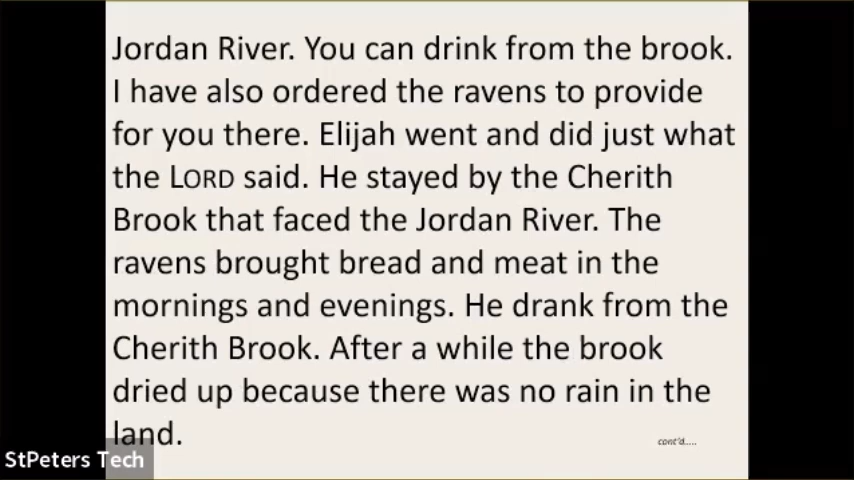 Jordan River. You can drink from the brook.
I have also ordered the ravens to provide
for you there. Elijah went and did just what
the LORD said. He stayed by the Cherith
Brook that faced the Jordan River. The
ravens brought bread and meat in the
mornings and evenings. He drank from the
Cherith Brook. After a while the brook
dried up because there was no rain in the
land.
cont'd.....
StPeters Tech